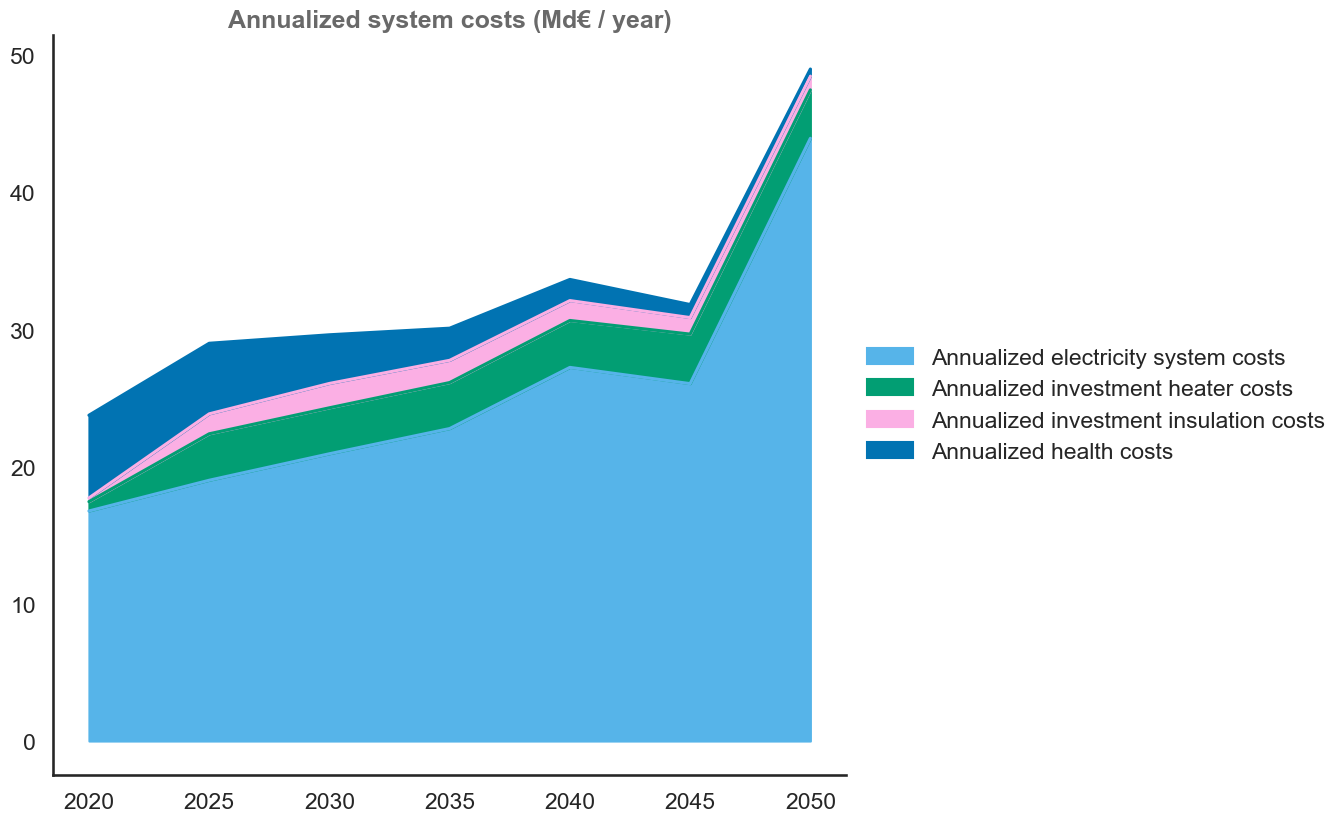 Annualized system costs (Md€ / year)
50
40
30
20
10
0
2020 2025 2030 2035 2040 2045 2050
Annualized electricity system costs
Annualized investment heater costs
Annualized investment insulation costs
Annualized health costs